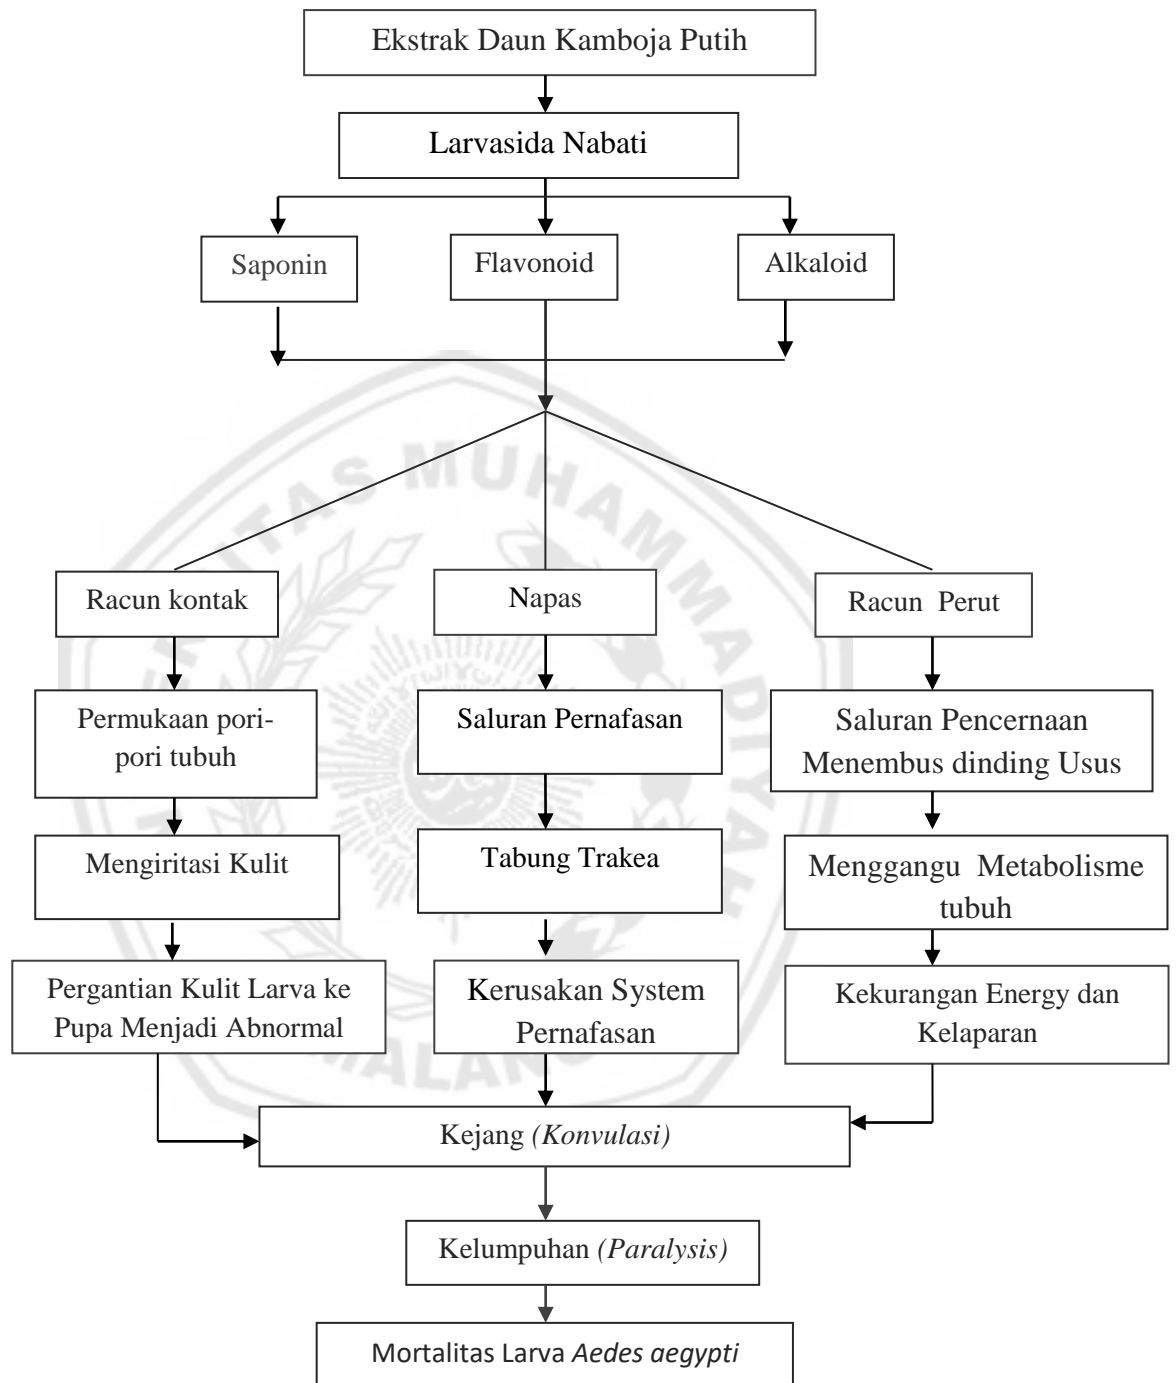 Ekstrak Daun Kamboja Putih
Larvasida Nabati
Saponin
Flavonoid
Alkaloid
Racun kontak
Napas
Racun Perut
Permukaan pori-
pori tubuh
Saluran Pernafasan
Saluran Pencernaan
Menembus dinding Usus
Mengiritasi Kulit
Tabung Trakea
Menggangu Metabolisme
tubuh
Pergantian Kulit Larva ke
Pupa Menjadi Abnormal
Kerusakan System
Pernafasan
Kekurangan Energy dan
Kelaparan
Kejang (Konvulasi)
Kelumpuhan (Paralysis)
Mortalitas Larva Aedes aegypti
MUHAMMADIYAH
MALANG